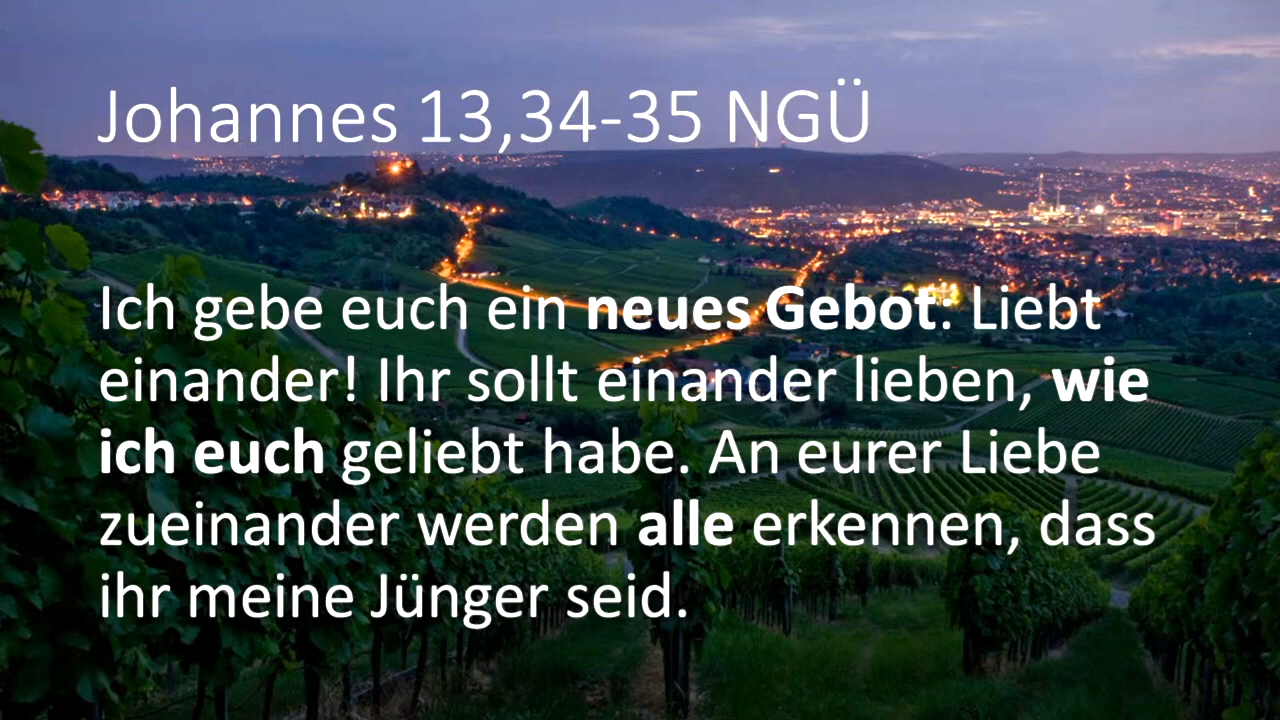 Johannes 13,34-35 NGÜ
Ich gebe euch ein neues Gebot: Liebt
einander! Ihr sollt einander lieben, wie
ich euch geliebt habe. An eurer Liebe
zueinander werden alle erkennen, dass
ihr meine Jünger seid.